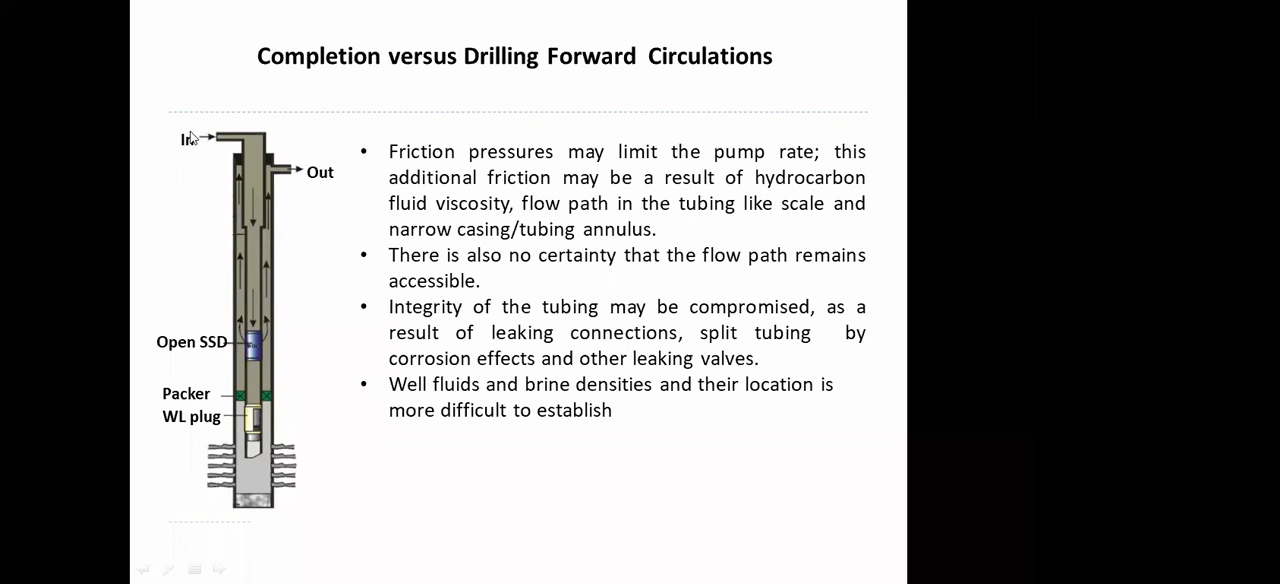 Completion versus Drilling Forward Circulations
In
Out
Open SSD
Packer
WL plug
• Friction pressures may limit the pump rate; this
additional friction may be a result of hydrocarbon
fluid viscosity, flow path in the tubing like scale and
narrow casing/tubing annulus.
• There is also no certainty that the flow path remains
accessible.
• Integrity of the tubing may be compromised, as a
result of leaking connections, split tubing by
corrosion effects and other leaking valves.
• Well fluids and brine densities and their location is
more difficult to establish